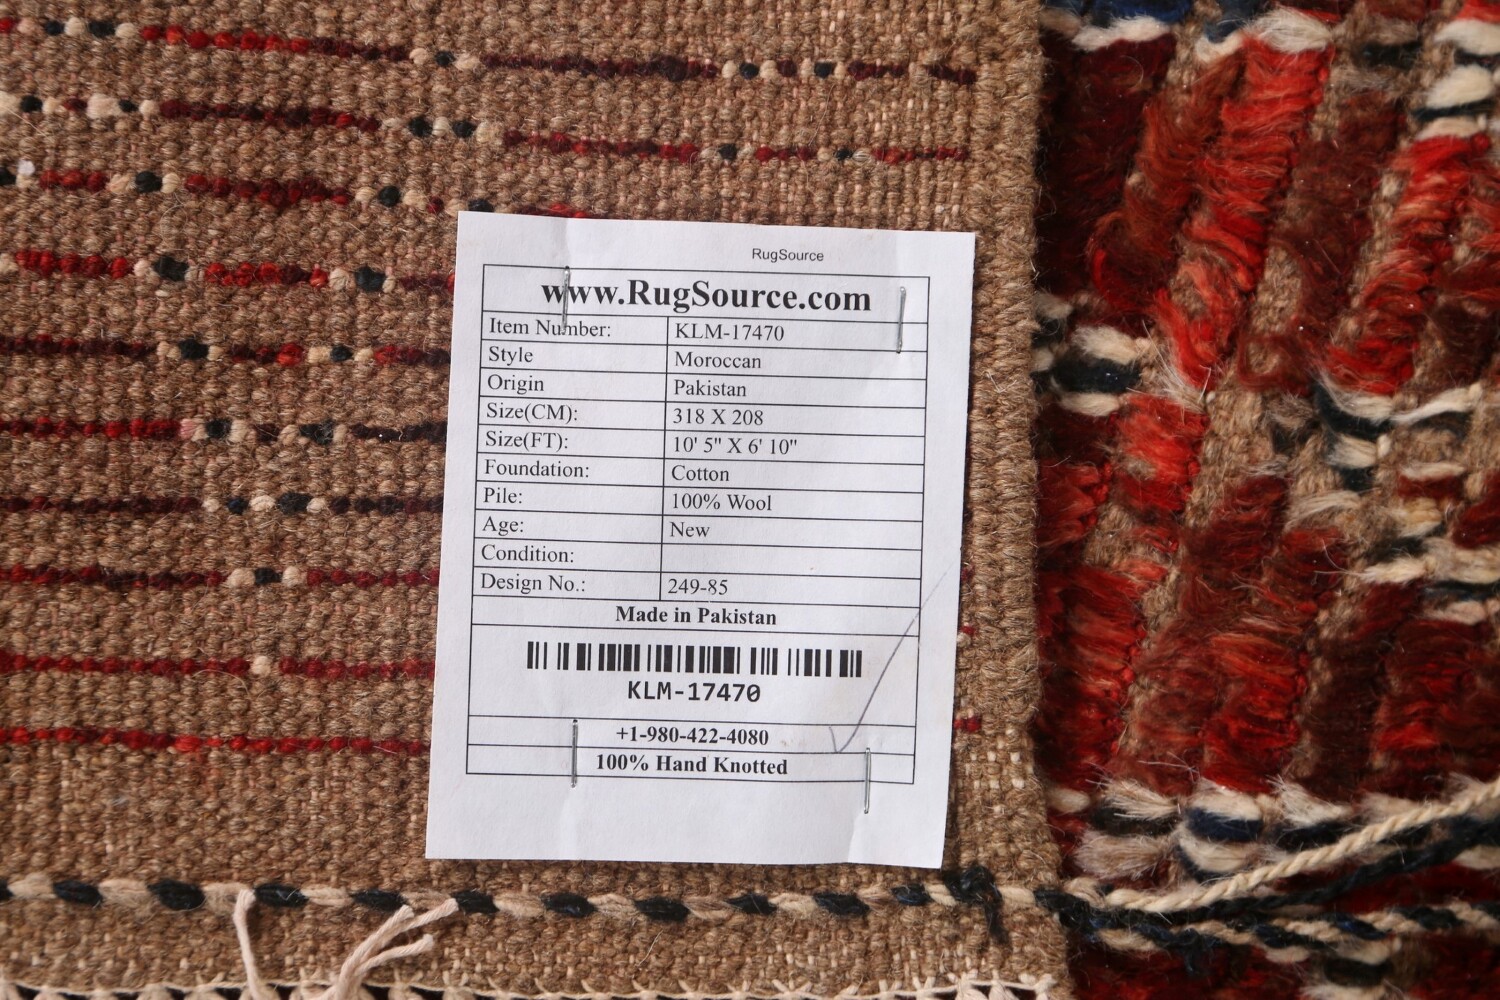 RugSource
www.RugSource.com
Item Number: KLM-17470
Style Moroccan
Origin Pakistan
Size(CM): 318 X 208
Size(FT): 10' 5" X 6' 10"
Foundation: Cotton
Pile: 100% Wool
Age: New
Condition:
Design No.: 249-85
Made in Pakistan
KLM-17470
+1-980-422-4080
100% Hand Knotted